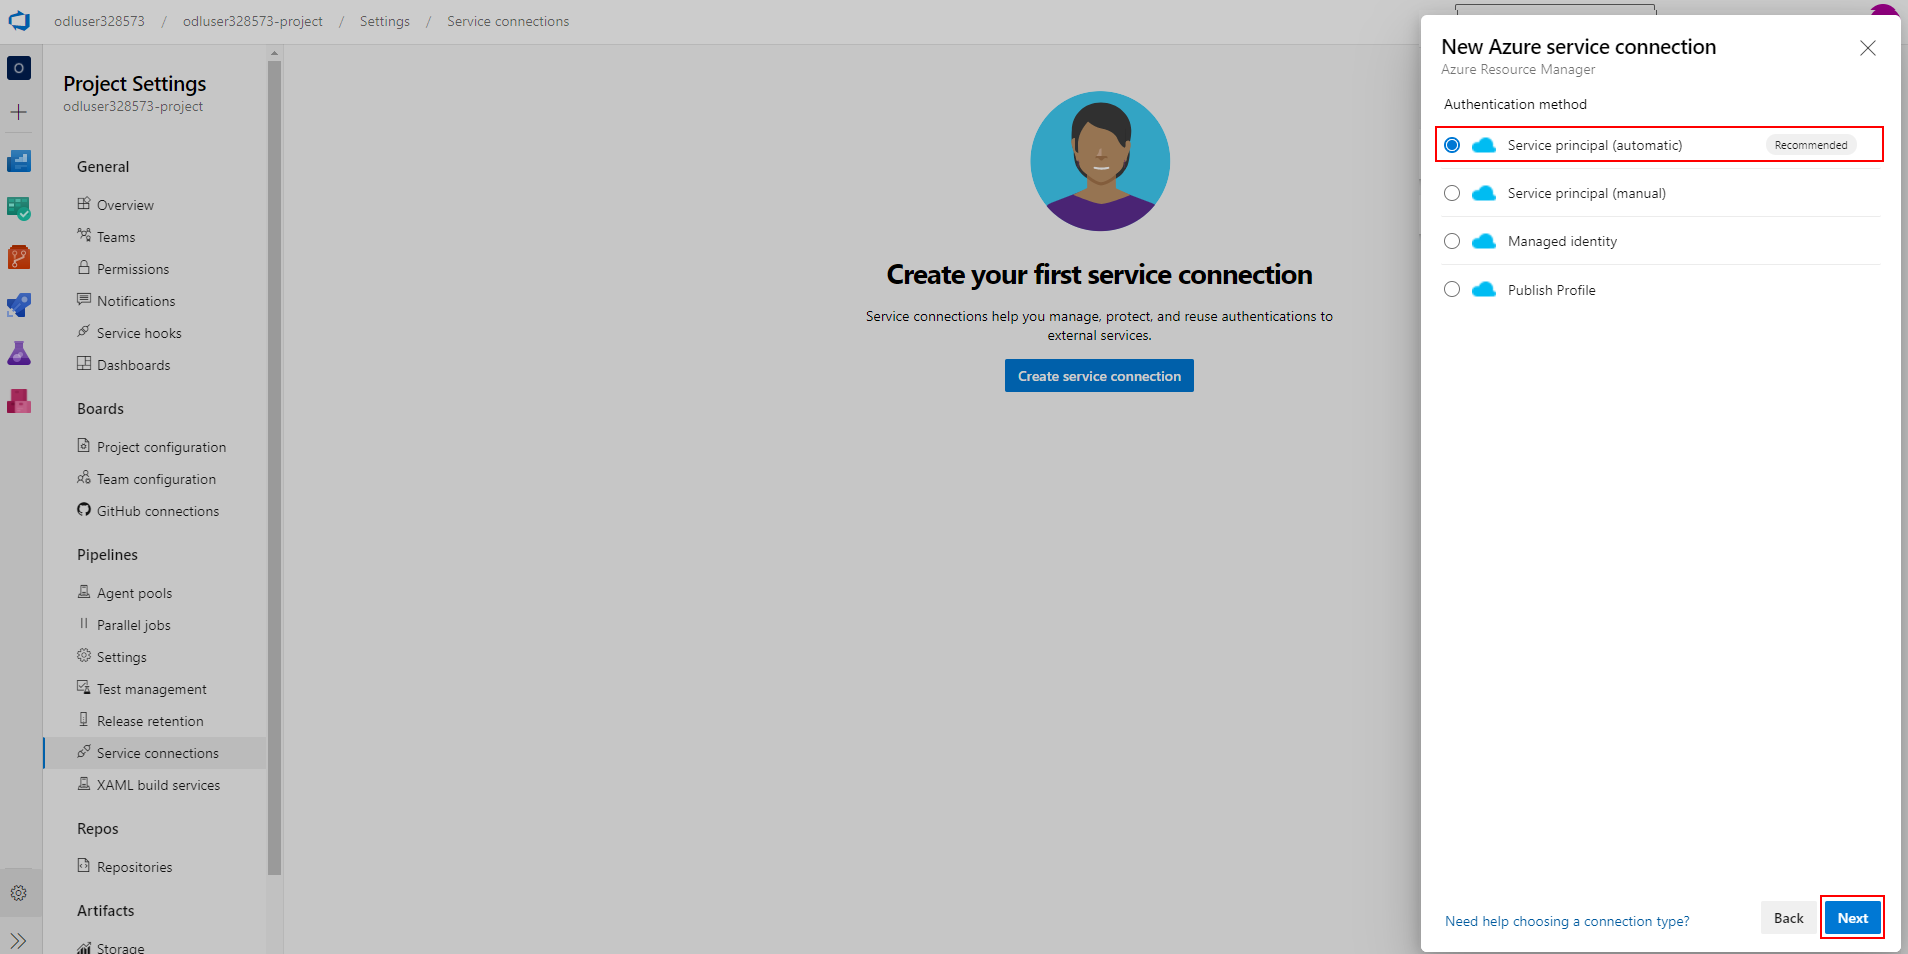 odluser328573 / odluser328573-project / Settings / Service connections
O
Project Settings
odluser328573-project
General
Overview
Teams
Permissions
Notifications
Service hooks
Dashboards
Boards
Project configuration
Team configuration
GitHub connections
Pipelines
Agent pools
Parallel jobs
Settings
Test management
Release retention
Service connections
XAML build services
Repos
Repositories
Artifacts
Storage
Create your first service connection
Service connections help you manage, protect, and reuse authentications to
external services.
Create service connection
New Azure service connection
Azure Resource Manager
Authentication method
Service principal (automatic) Recommended
Service principal (manual)
Managed identity
Publish Profile
Need help choosing a connection type?
Back
Next